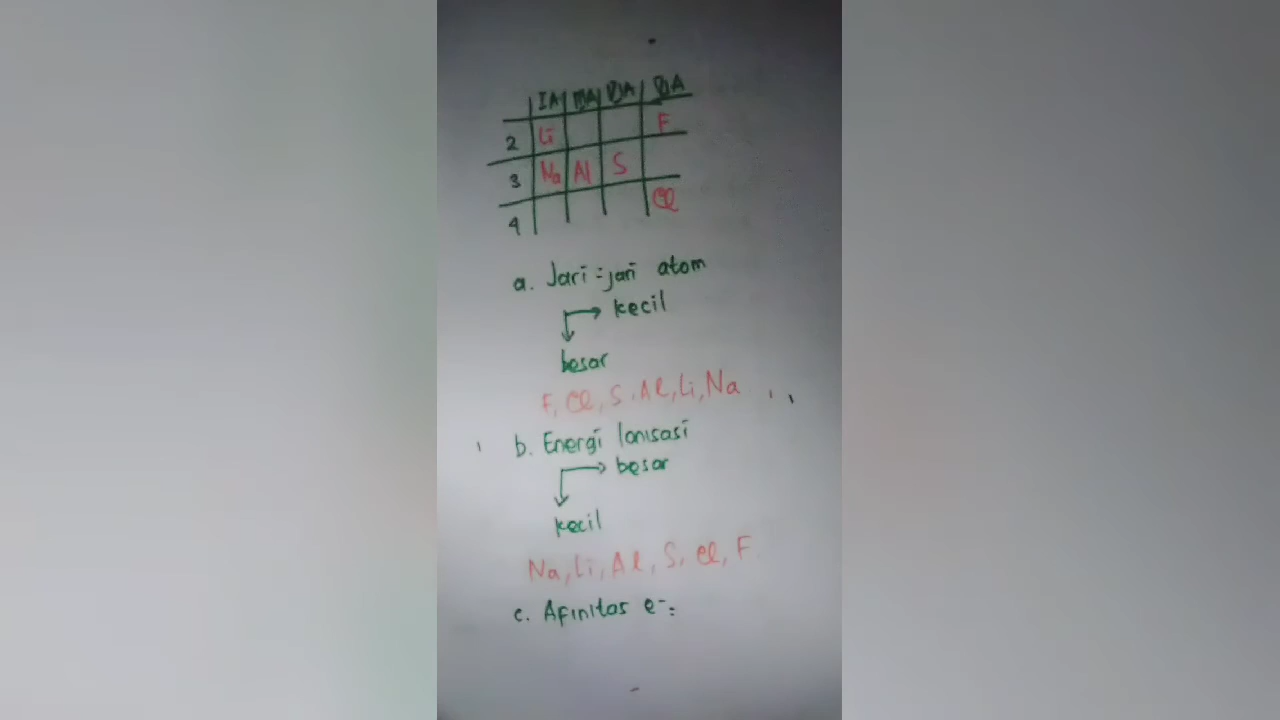 IA IIIA VIA VIIA
2 Li F
3 Na Al S
4 Cl
a. Jari-jari atom
kecil
besar
F, Cl, S, Al, Li, Na
b. Energi Ionisasi
besar
kecil
Na, Li, Al, S, Cl, F.
c. Afinitas e-: